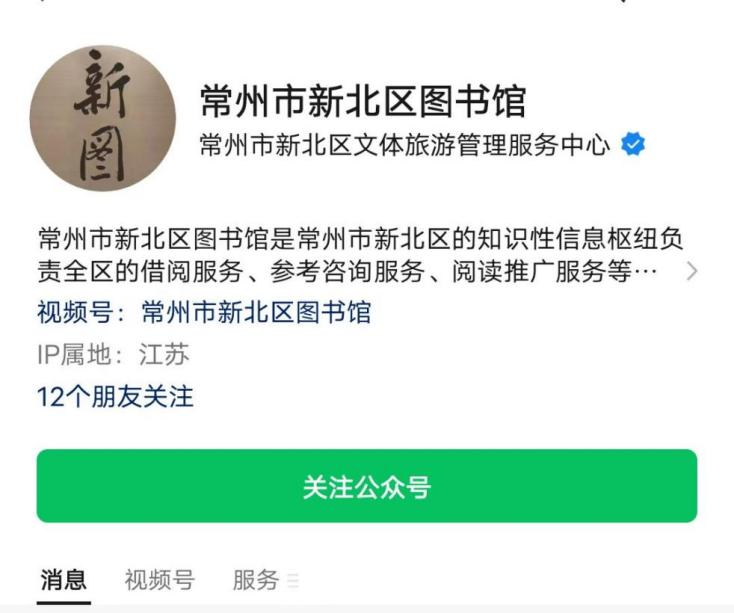 新
图
常州市新北区图书馆
常州市新北区文体旅游管理服务中心
常州市新北区图书馆是常州市新北区的知识性信息枢纽负
责全区的借阅服务、参考咨询服务、阅读推广服务等…
视频号：常州市新北区图书馆
IP属地：江苏
12个朋友关注
关注公众号
消息 视频号 服务